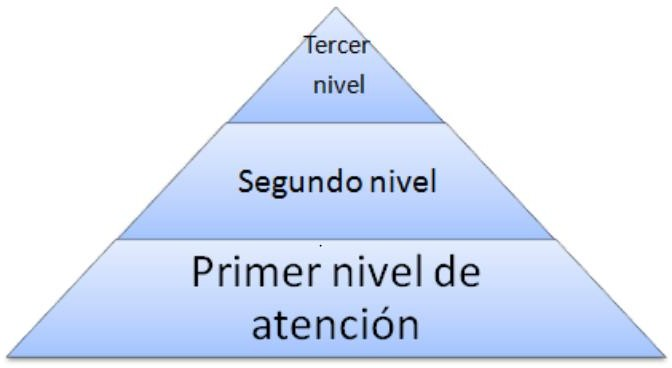 Tercer
nivel
Segundo nivel
Primer nivel de
atención